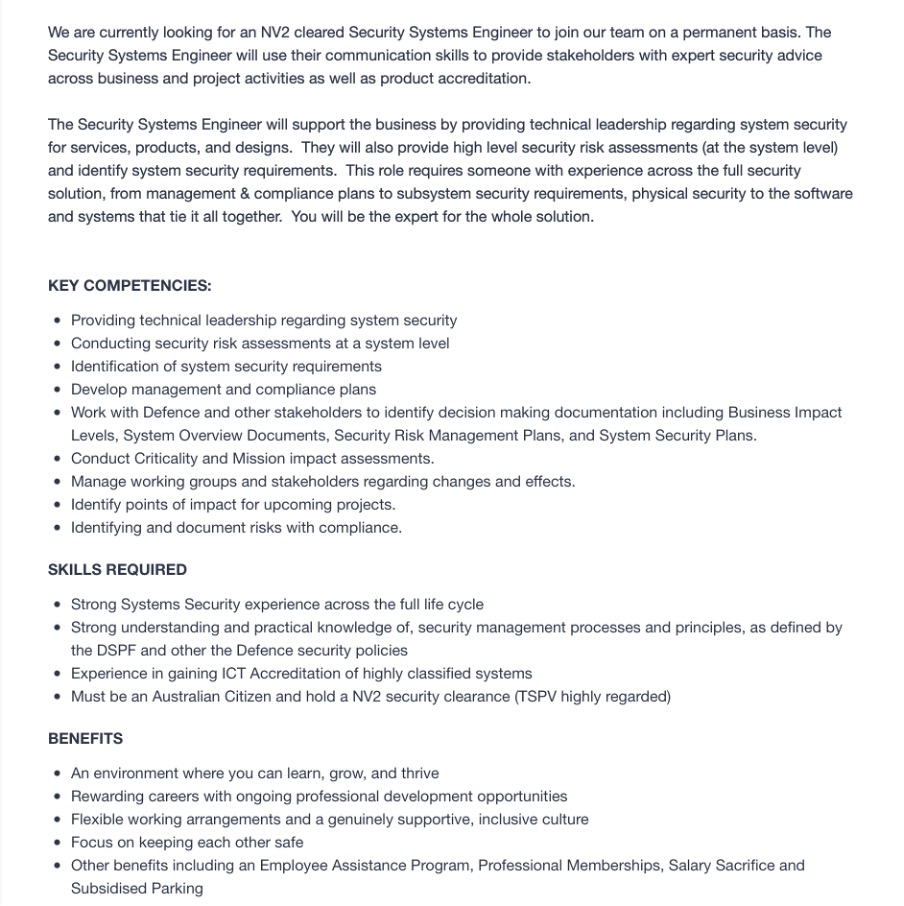 We are currently looking for an NV2 cleared Security Systems Engineer to join our team on a permanent basis. The
Security Systems Engineer will use their communication skills to provide stakeholders with expert security advice
across business and project activities as well as product accreditation.
The Security Systems Engineer will support the business by providing technical leadership regarding system security
for services, products, and designs.  They will also provide high level security risk assessments (at the system level)
and identify system security requirements.  This role requires someone with experience across the full security
solution, from management & compliance plans to subsystem security requirements, physical security to the software
and systems that tie it all together.  You will be the expert for the whole solution.
KEY COMPETENCIES:
• Providing technical leadership regarding system security
• Conducting security risk assessments at a system level
• Identification of system security requirements
• Develop management and compliance plans
• Work with Defence and other stakeholders to identify decision making documentation including Business Impact
Levels, System Overview Documents, Security Risk Management Plans, and System Security Plans.
• Conduct Criticality and Mission impact assessments.
• Manage working groups and stakeholders regarding changes and effects.
• Identify points of impact for upcoming projects.
• Identifying and document risks with compliance.
SKILLS REQUIRED
• Strong Systems Security experience across the full life cycle
• Strong understanding and practical knowledge of, security management processes and principles, as defined by
the DSPF and other the Defence security policies
• Experience in gaining ICT Accreditation of highly classified systems
• Must be an Australian Citizen and hold a NV2 security clearance (TSPV highly regarded)
BENEFITS
• An environment where you can learn, grow, and thrive
• Rewarding careers with ongoing professional development opportunities
• Flexible working arrangements and a genuinely supportive, inclusive culture
• Focus on keeping each other safe
• Other benefits including an Employee Assistance Program, Professional Memberships, Salary Sacrifice and
Subsidised Parking